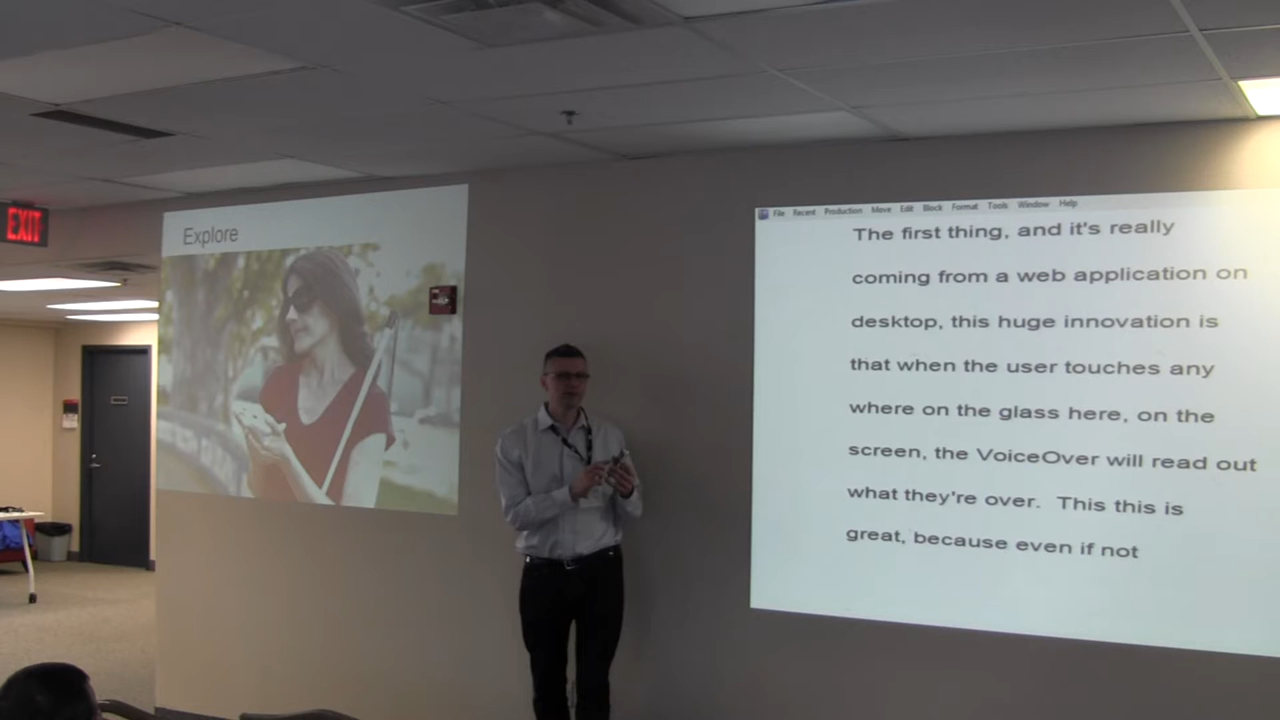 EXIT
Explore
File Recent Production Move Edit Block Format Tools Window Help
The first thing, and it's really
coming from a web application on
desktop, this huge innovation is
that when the user touches any
where on the glass here, on the
screen, the VoiceOver will read out
what they're over.  This this is
great, because even if not